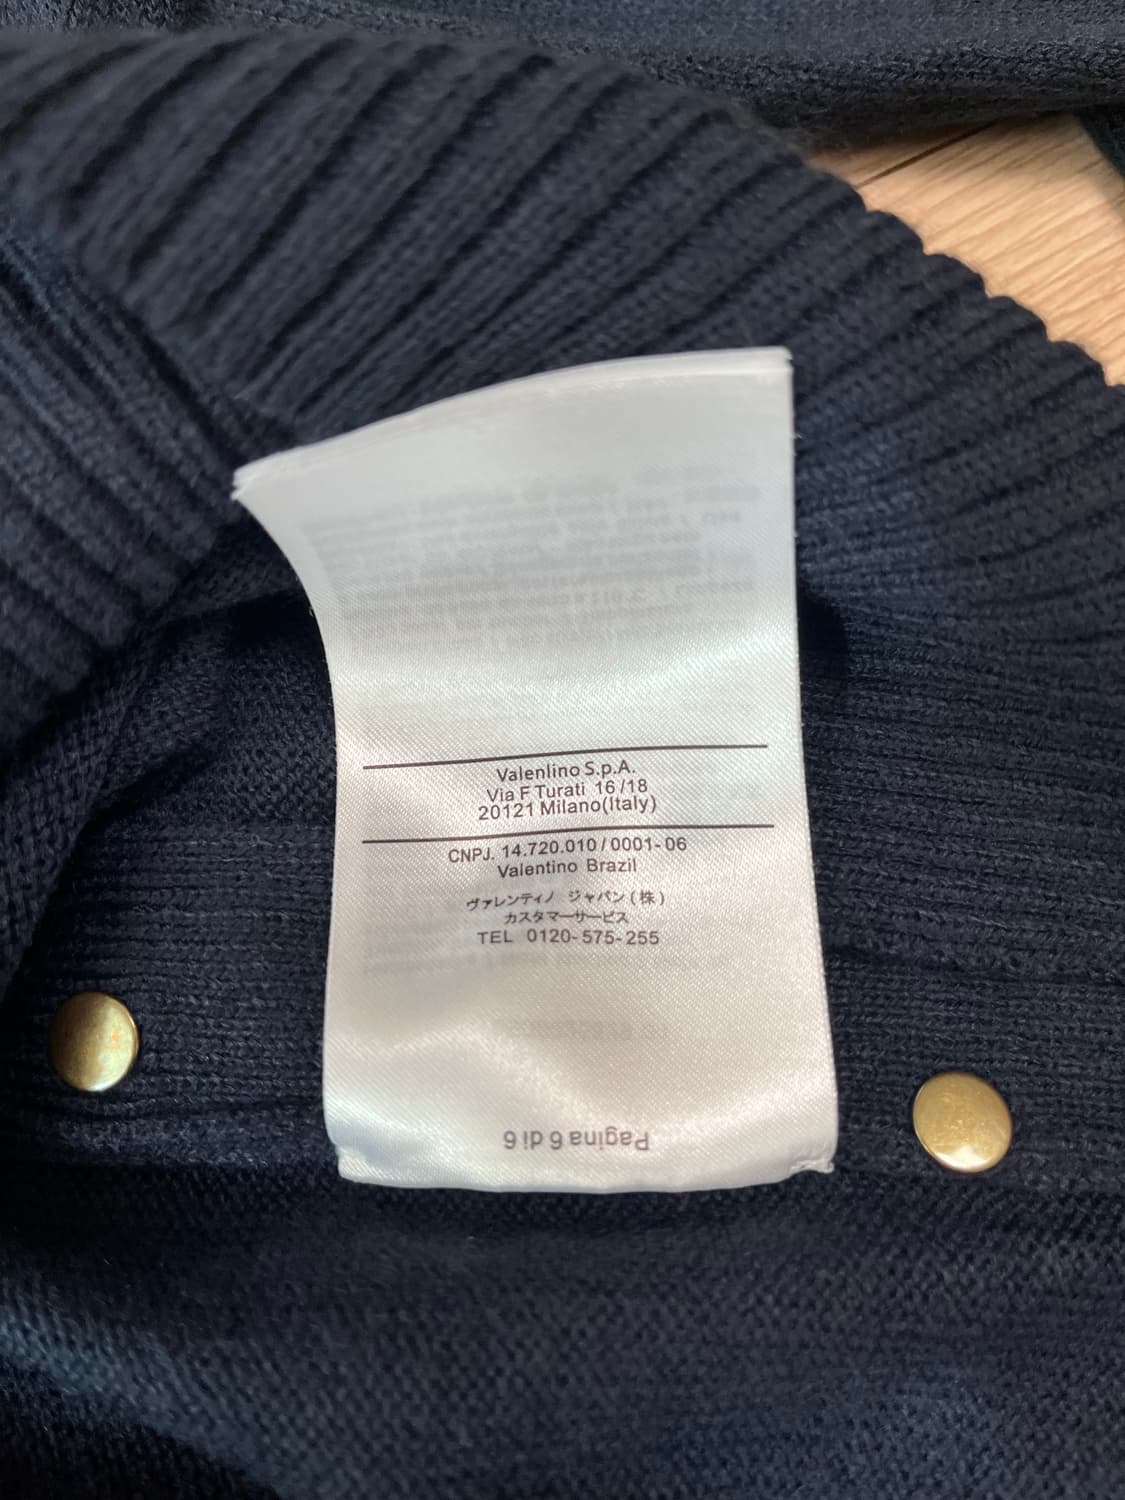 Valenlino S.p.A.
Via F Turati 16/18
20121 Milano(Italy)
CNPJ. 14.720.010/0001-06
Valentino Brazil
ヴァレンティノ ジャパン(株)
カスタマーサービス
TEL 0120-575-255
Pagina 6 di 6